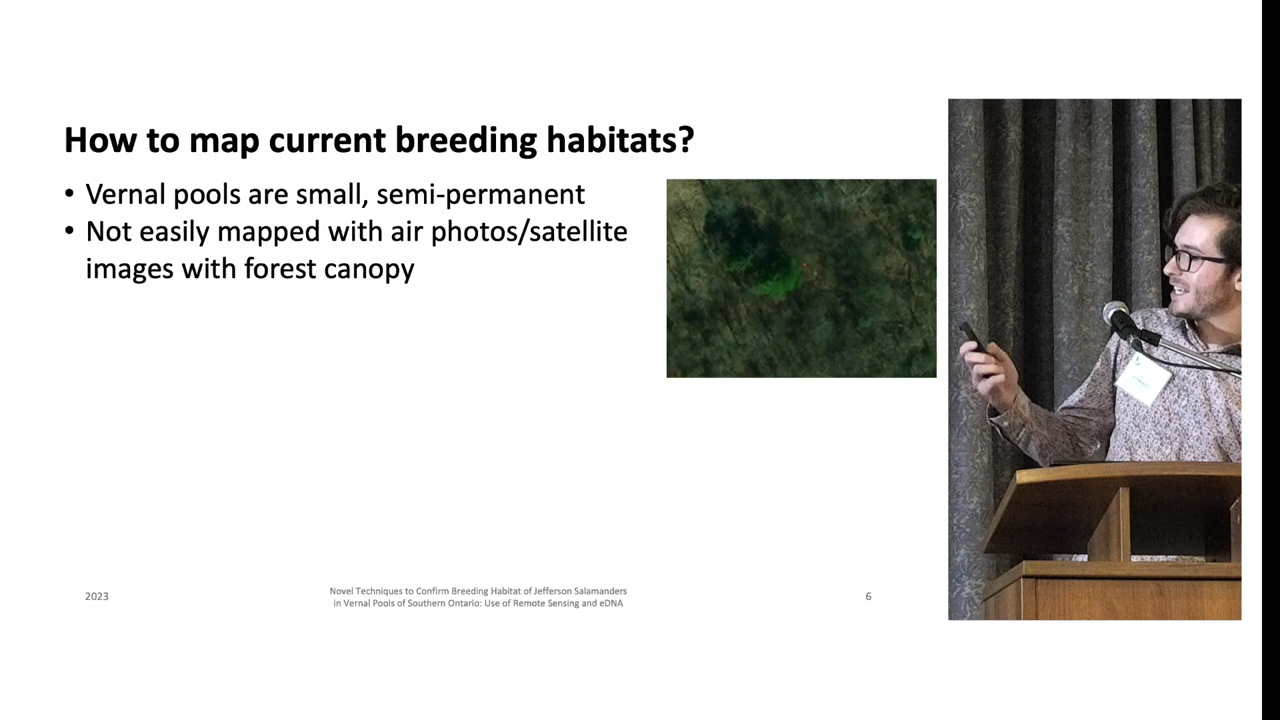 How to map current breeding habitats?
• Vernal pools are small, semi-permanent
• Not easily mapped with air photos/satellite
images with forest canopy
2023
Novel Techniques to Confirm Breeding Habitat of Jefferson Salamanders
in Vernal Pools of Southern Ontario: Use of Remote Sensing and eDNA
6